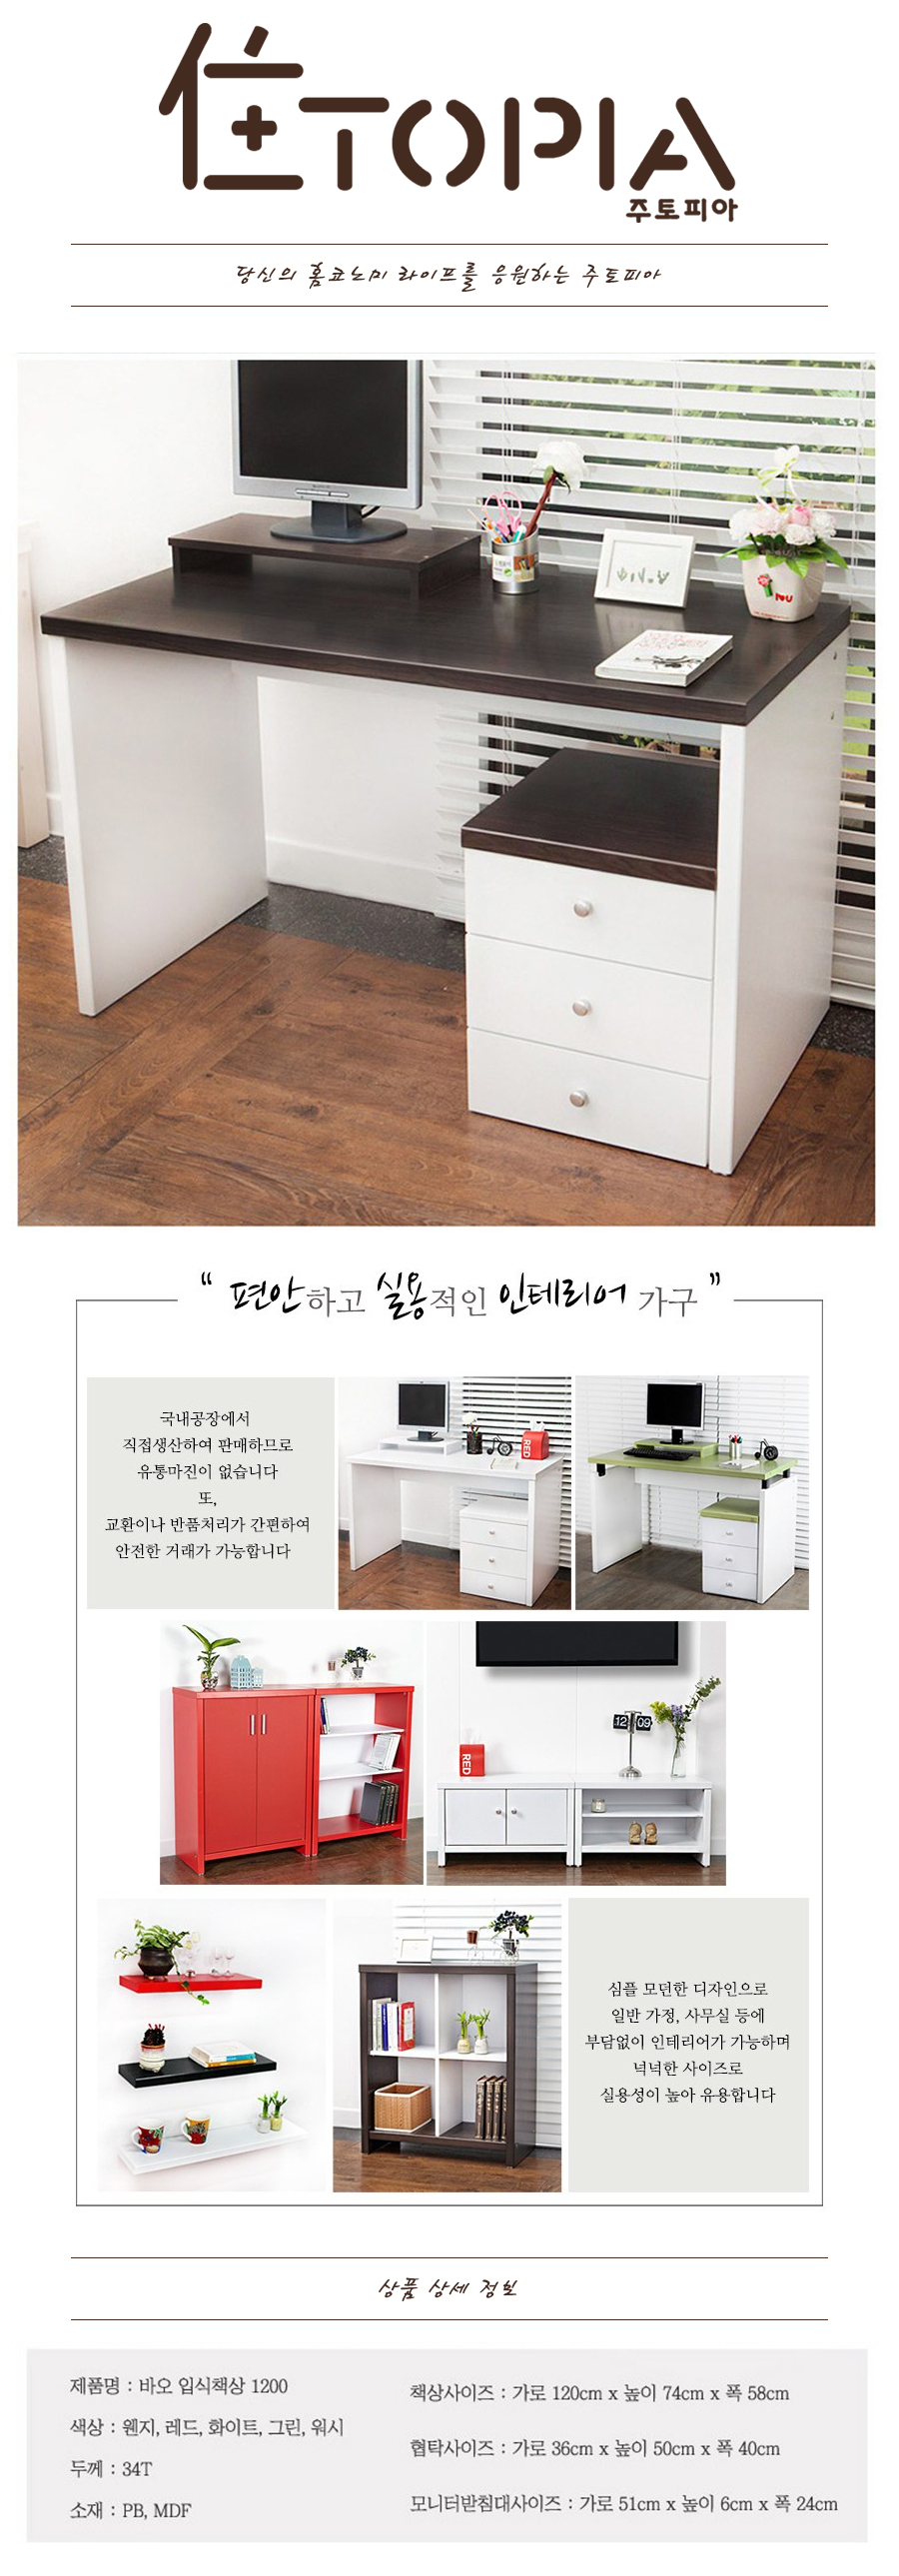 住TOPIA
주토피아
당신의 홈코노미 라이프를 응원하는 주토피아
“ 편안하고 실용적인 인테리어 가구 ”
국내공장에서
직접생산하여 판매하므로
유통마진이 없습니다
또,
교환이나 반품처리가 간편하여
안전한 거래가 가능합니다
RED
RED
12 09
심플 모던한 디자인으로
일반 가정, 사무실 등에
부담없이 인테리어가 가능하며
넉넉한 사이즈로
실용성이 높아 유용합니다
상품 상세 정보
제품명 : 바오 입식책상 1200
색상 : 웬지, 레드, 화이트, 그린, 워시
두께 : 34T
소재 : PB, MDF
책상사이즈 : 가로 120cm x 높이 74cm x 폭 58cm
협탁사이즈 : 가로 36cm x 높이 50cm x 폭 40cm
모니터받침대사이즈 : 가로 51cm x 높이 6cm x 폭 24cm